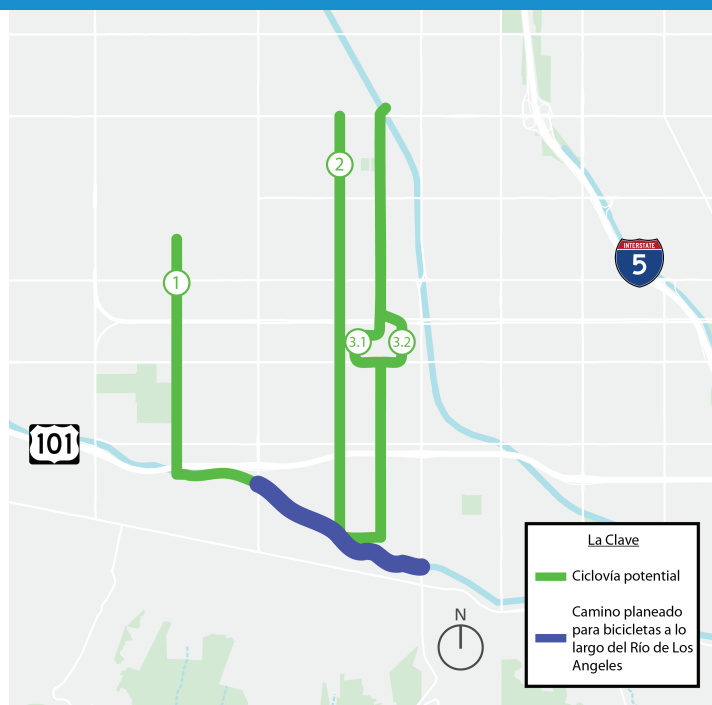 2
1
INTERSTATE
5
3.1
3.2
101
La Clave
Ciclovía potential
Camino planeado
para bicicletas a lo
largo del Río de Los
Angeles
N